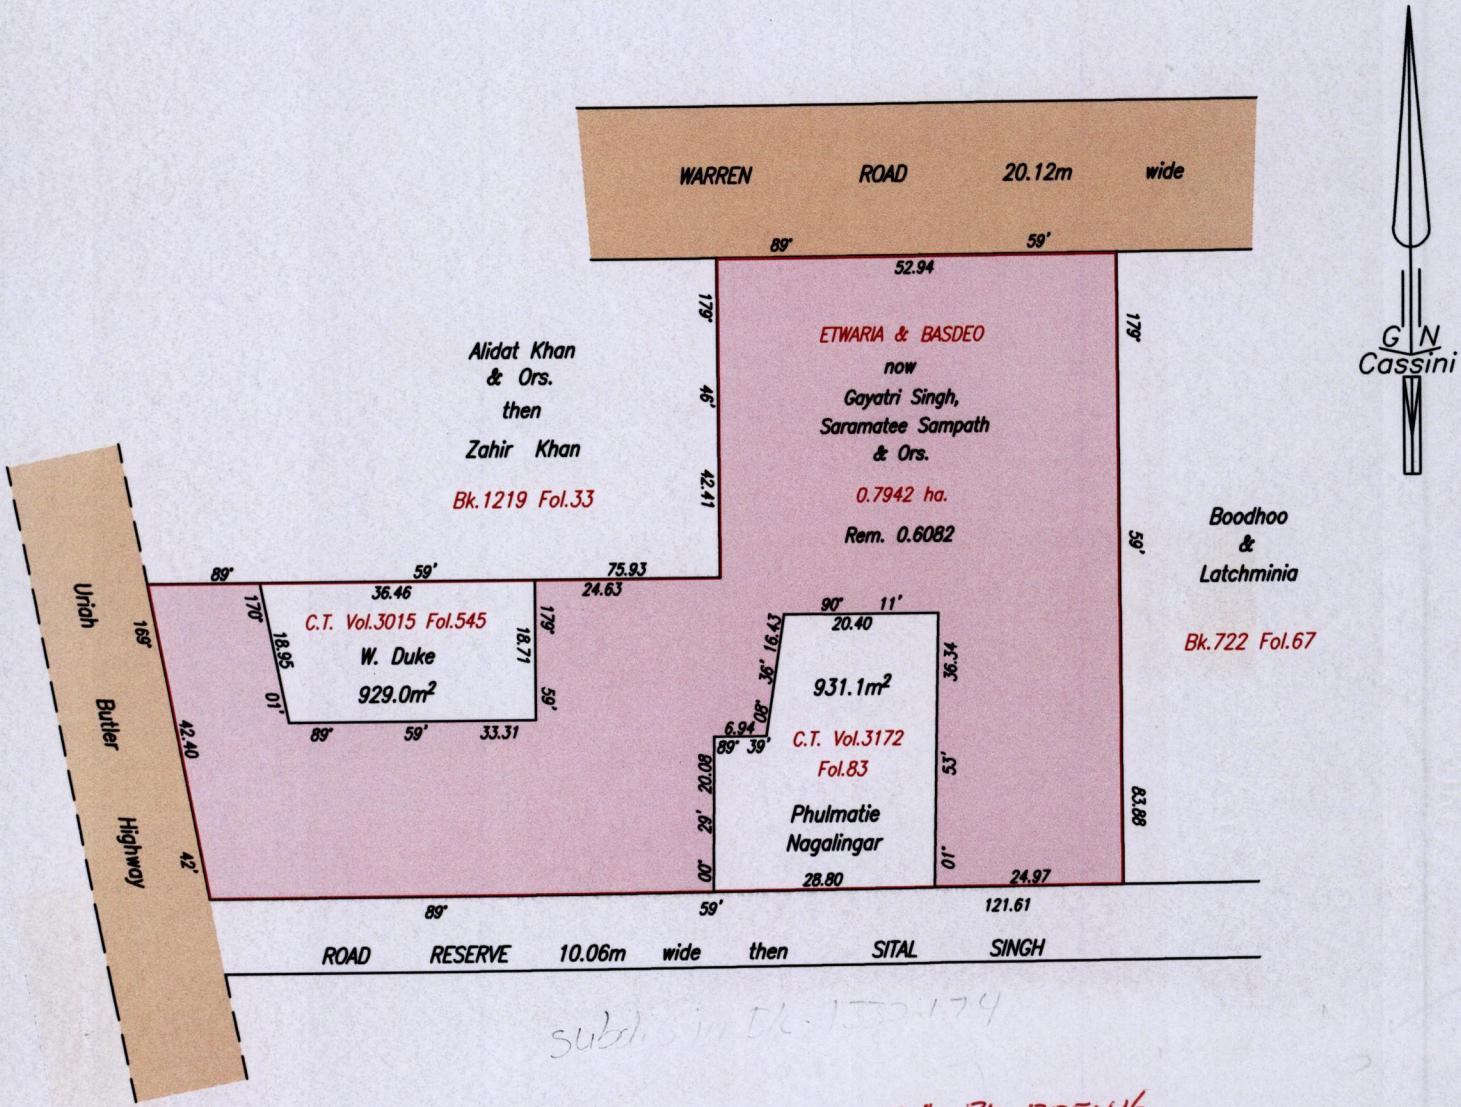 WARREN ROAD 20.12m wide
89° 59'
52.94
G N
Cassini
179° 46' 42.41
179° 59' 83.88
ETWARIA & BASDEO
now
Gayatri Singh,
Saramatee Sampath
& Ors.
0.7942 ha.
Rem. 0.6082
Alidat Khan
& Ors.
then
Zahir Khan
Bk.1219 Fol.33
Boodhoo
&
Latchminia
Bk.722 Fol.67
89° 59' 75.93
36.46 24.63
170° 18.95 01'
C.T. Vol.3015 Fol.545
W. Duke
929.0m²
179° 18.71 59'
89° 59' 33.31
Uriah Butler Highway
169° 42.40 42'
90° 11'
20.40
08° 36' 16.43
931.1m²
36.34 53' 01°
6.94
89° 39'
C.T. Vol.3172
Fol.83
Phulmatie
Nagalingar
00° 29' 20.08
28.80 24.97
89° 59' 121.61
ROAD RESERVE 10.06m wide then SITAL SINGH
in